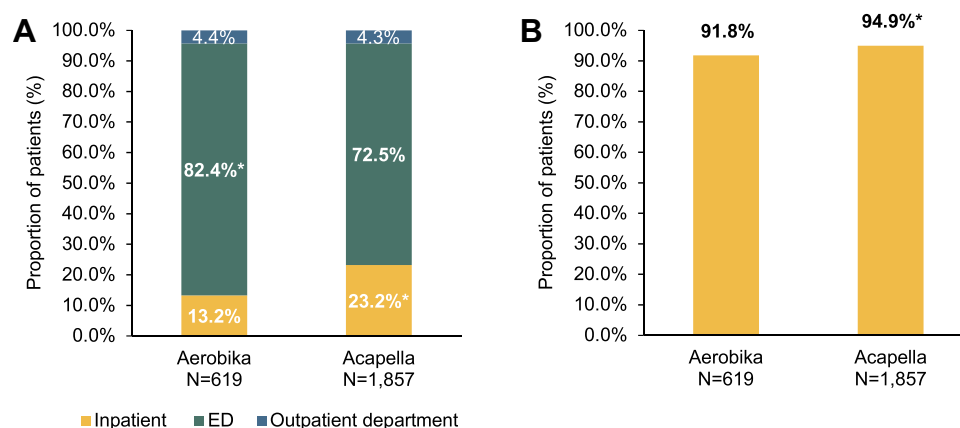 A
Proportion of patients (%)
100.0%
90.0%
80.0%
70.0%
60.0%
50.0%
40.0%
30.0%
20.0%
10.0%
0.0%
4.4%
82.4%*
13.2%
4.3%
72.5%
23.2%*
Aerobika
N=619
Acapella
N=1,857
Inpatient ED Outpatient department
B
Proportion of patients (%)
100.0%
90.0%
80.0%
70.0%
60.0%
50.0%
40.0%
30.0%
20.0%
10.0%
0.0%
91.8%
94.9%*
Aerobika
N=619
Acapella
N=1,857